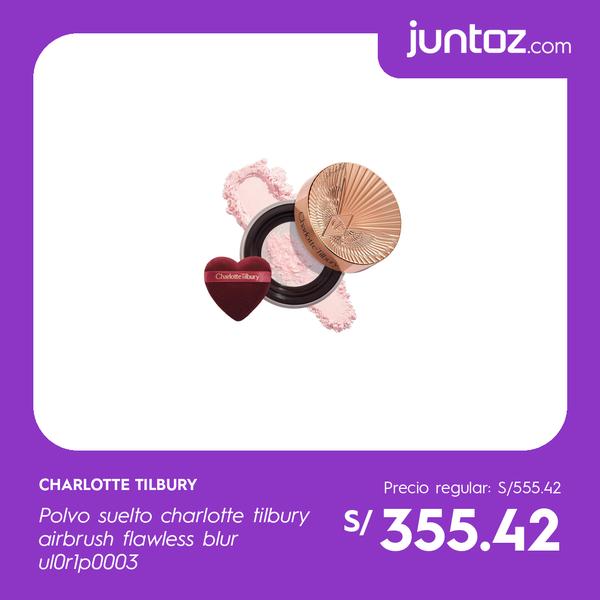 juntoz.com
Charlotte Tilbury
CharlotteTilbury
CHARLOTTE TILBURY
Polvo suelto charlotte tilbury
airbrush flawless blur
ul0r1p0003
Precio regular: S/555.42
S/ 355.42